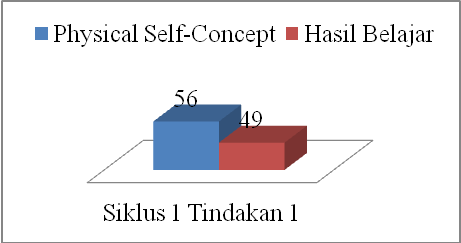 Physical Self-Concept Hasil Belajar
56
49
Siklus 1 Tindakan 1